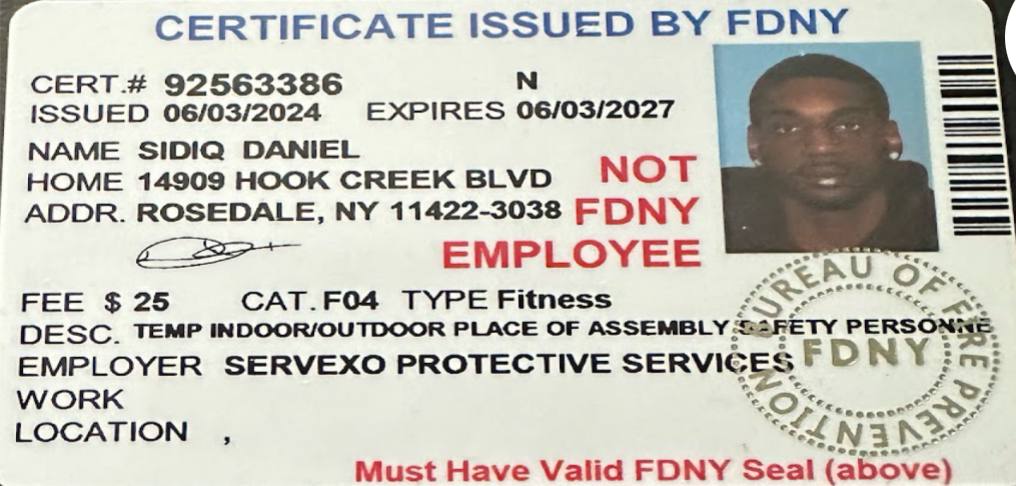 CERTIFICATE ISSUED BY FDNY
CERT.# 92563386 N
ISSUED 06/03/2024 EXPIRES 06/03/2027
NAME SIDIQ DANIEL
HOME 14909 HOOK CREEK BLVD
ADDR. ROSEDALE, NY 11422-3038
NOT
FDNY
EMPLOYEE
FEE $ 25 CAT. F04 TYPE Fitness
DESC. TEMP INDOOR/OUTDOOR PLACE OF ASSEMBLY SAFETY PERSONNE
EMPLOYER SERVEXO PROTECTIVE SERVICES
WORK
LOCATION ,
BUREAU OF FIRE PREVENTION
FDNY
Must Have Valid FDNY Seal (above)